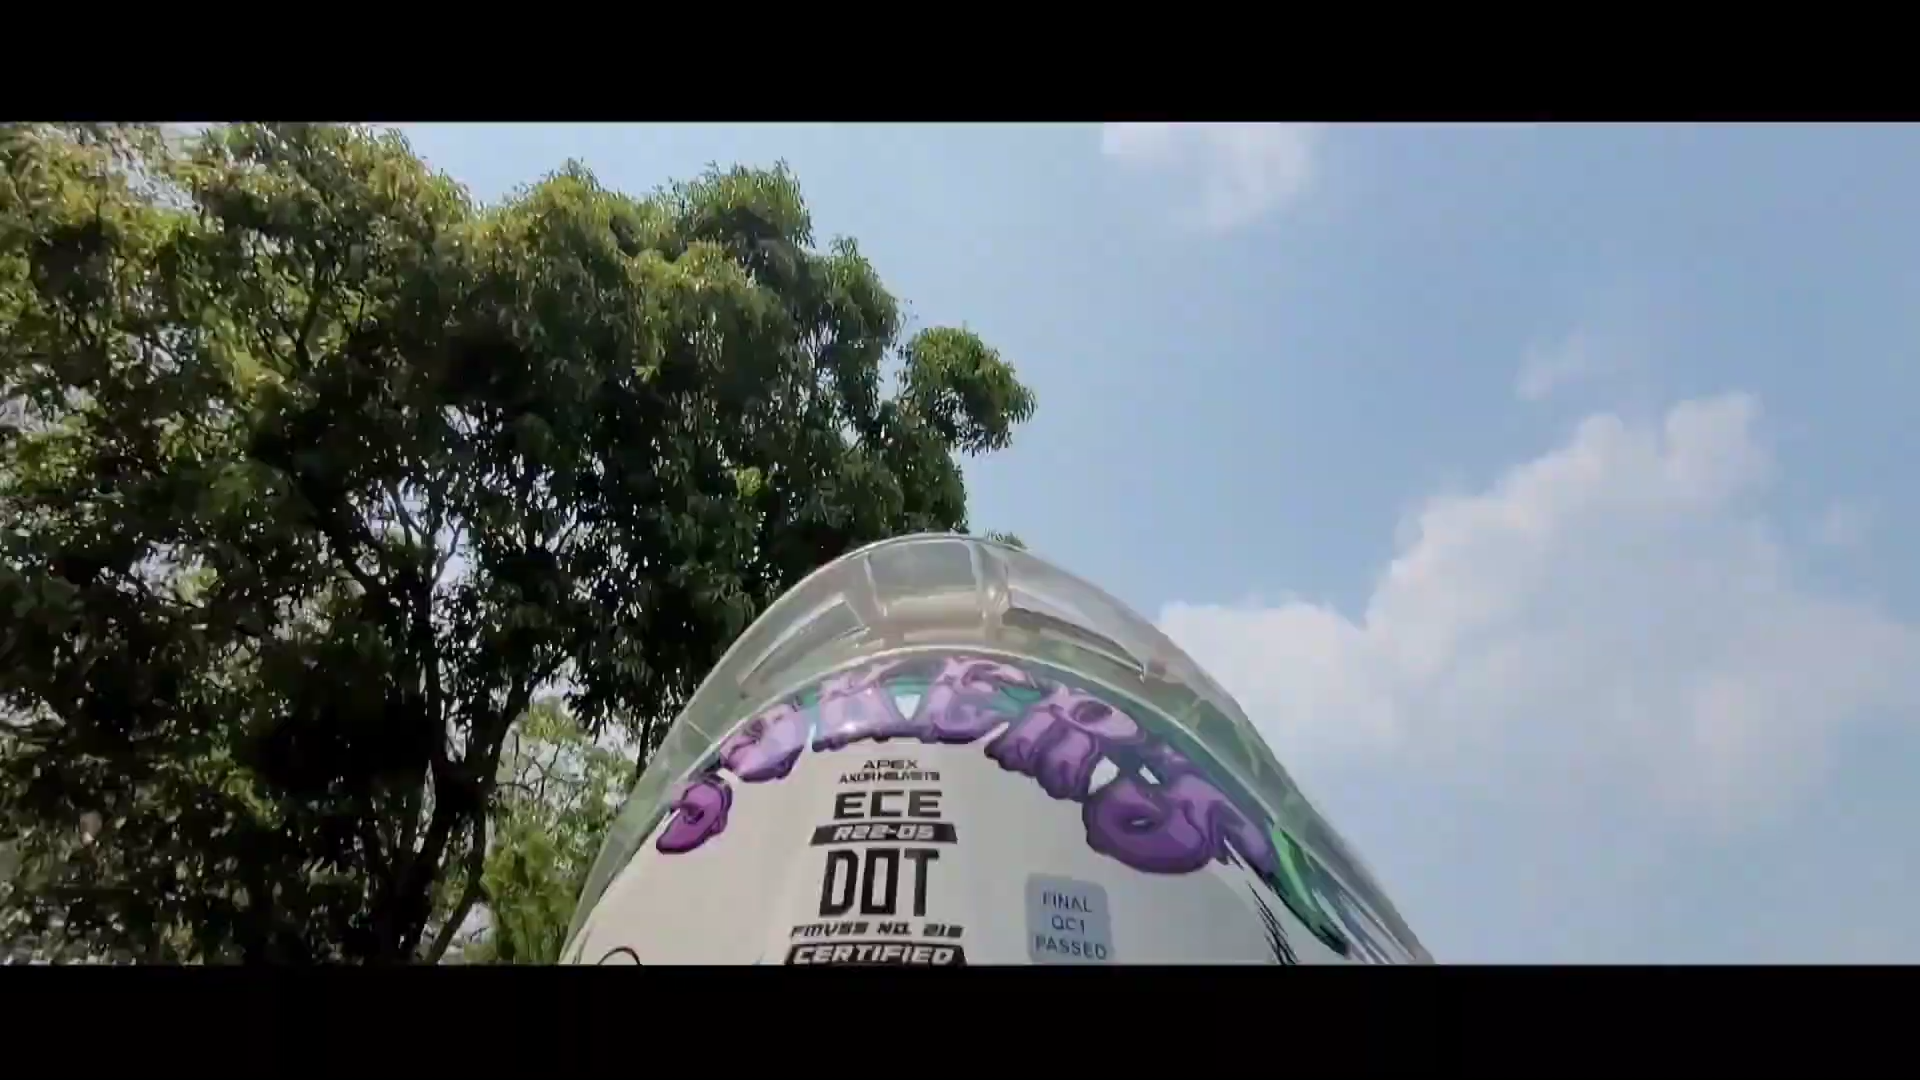 APEX
AXOR HELMETS
ECE
R22-05
DOT
FMVSS NO. 218
CERTIFIED
FINAL
QC1
PASSED